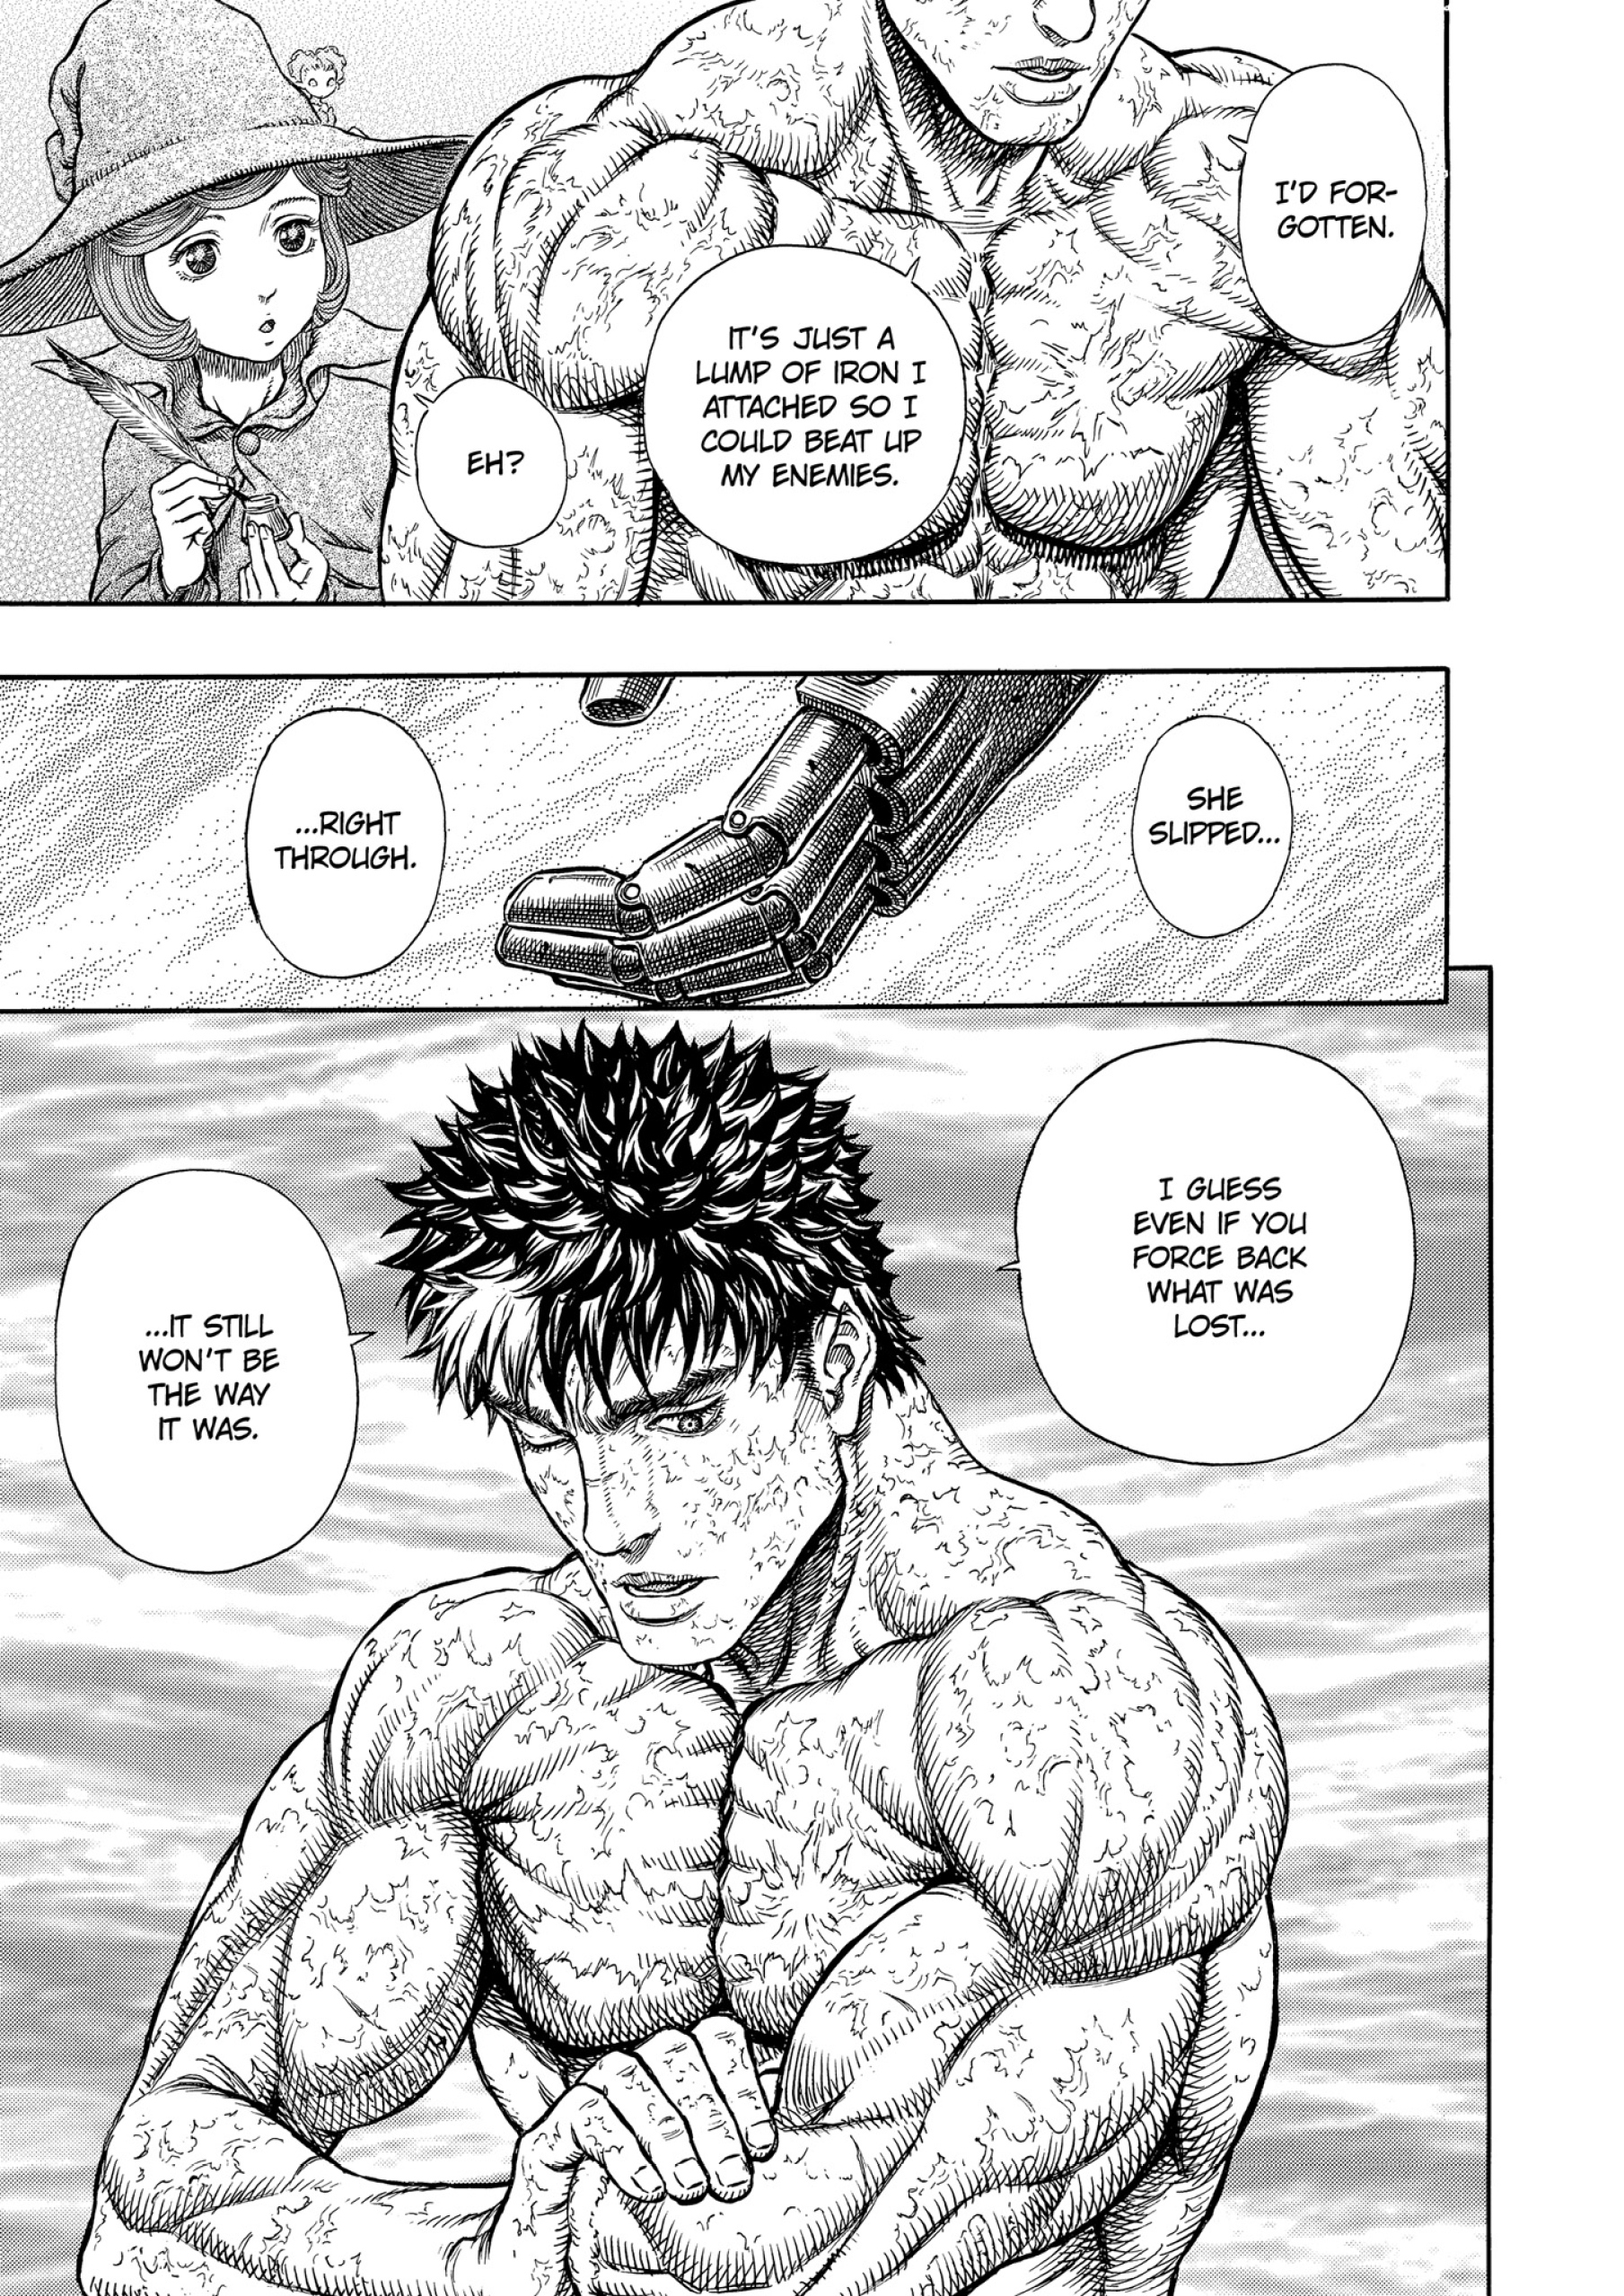 I'D FOR-
GOTTEN.
IT'S JUST A
LUMP OF IRON I
ATTACHED SO I
COULD BEAT UP
MY ENEMIES.
EH?
SHE
SLIPPED...
...RIGHT
THROUGH.
I GUESS
EVEN IF YOU
FORCE BACK
WHAT WAS
LOST...
...IT STILL
WON'T BE
THE WAY
IT WAS.